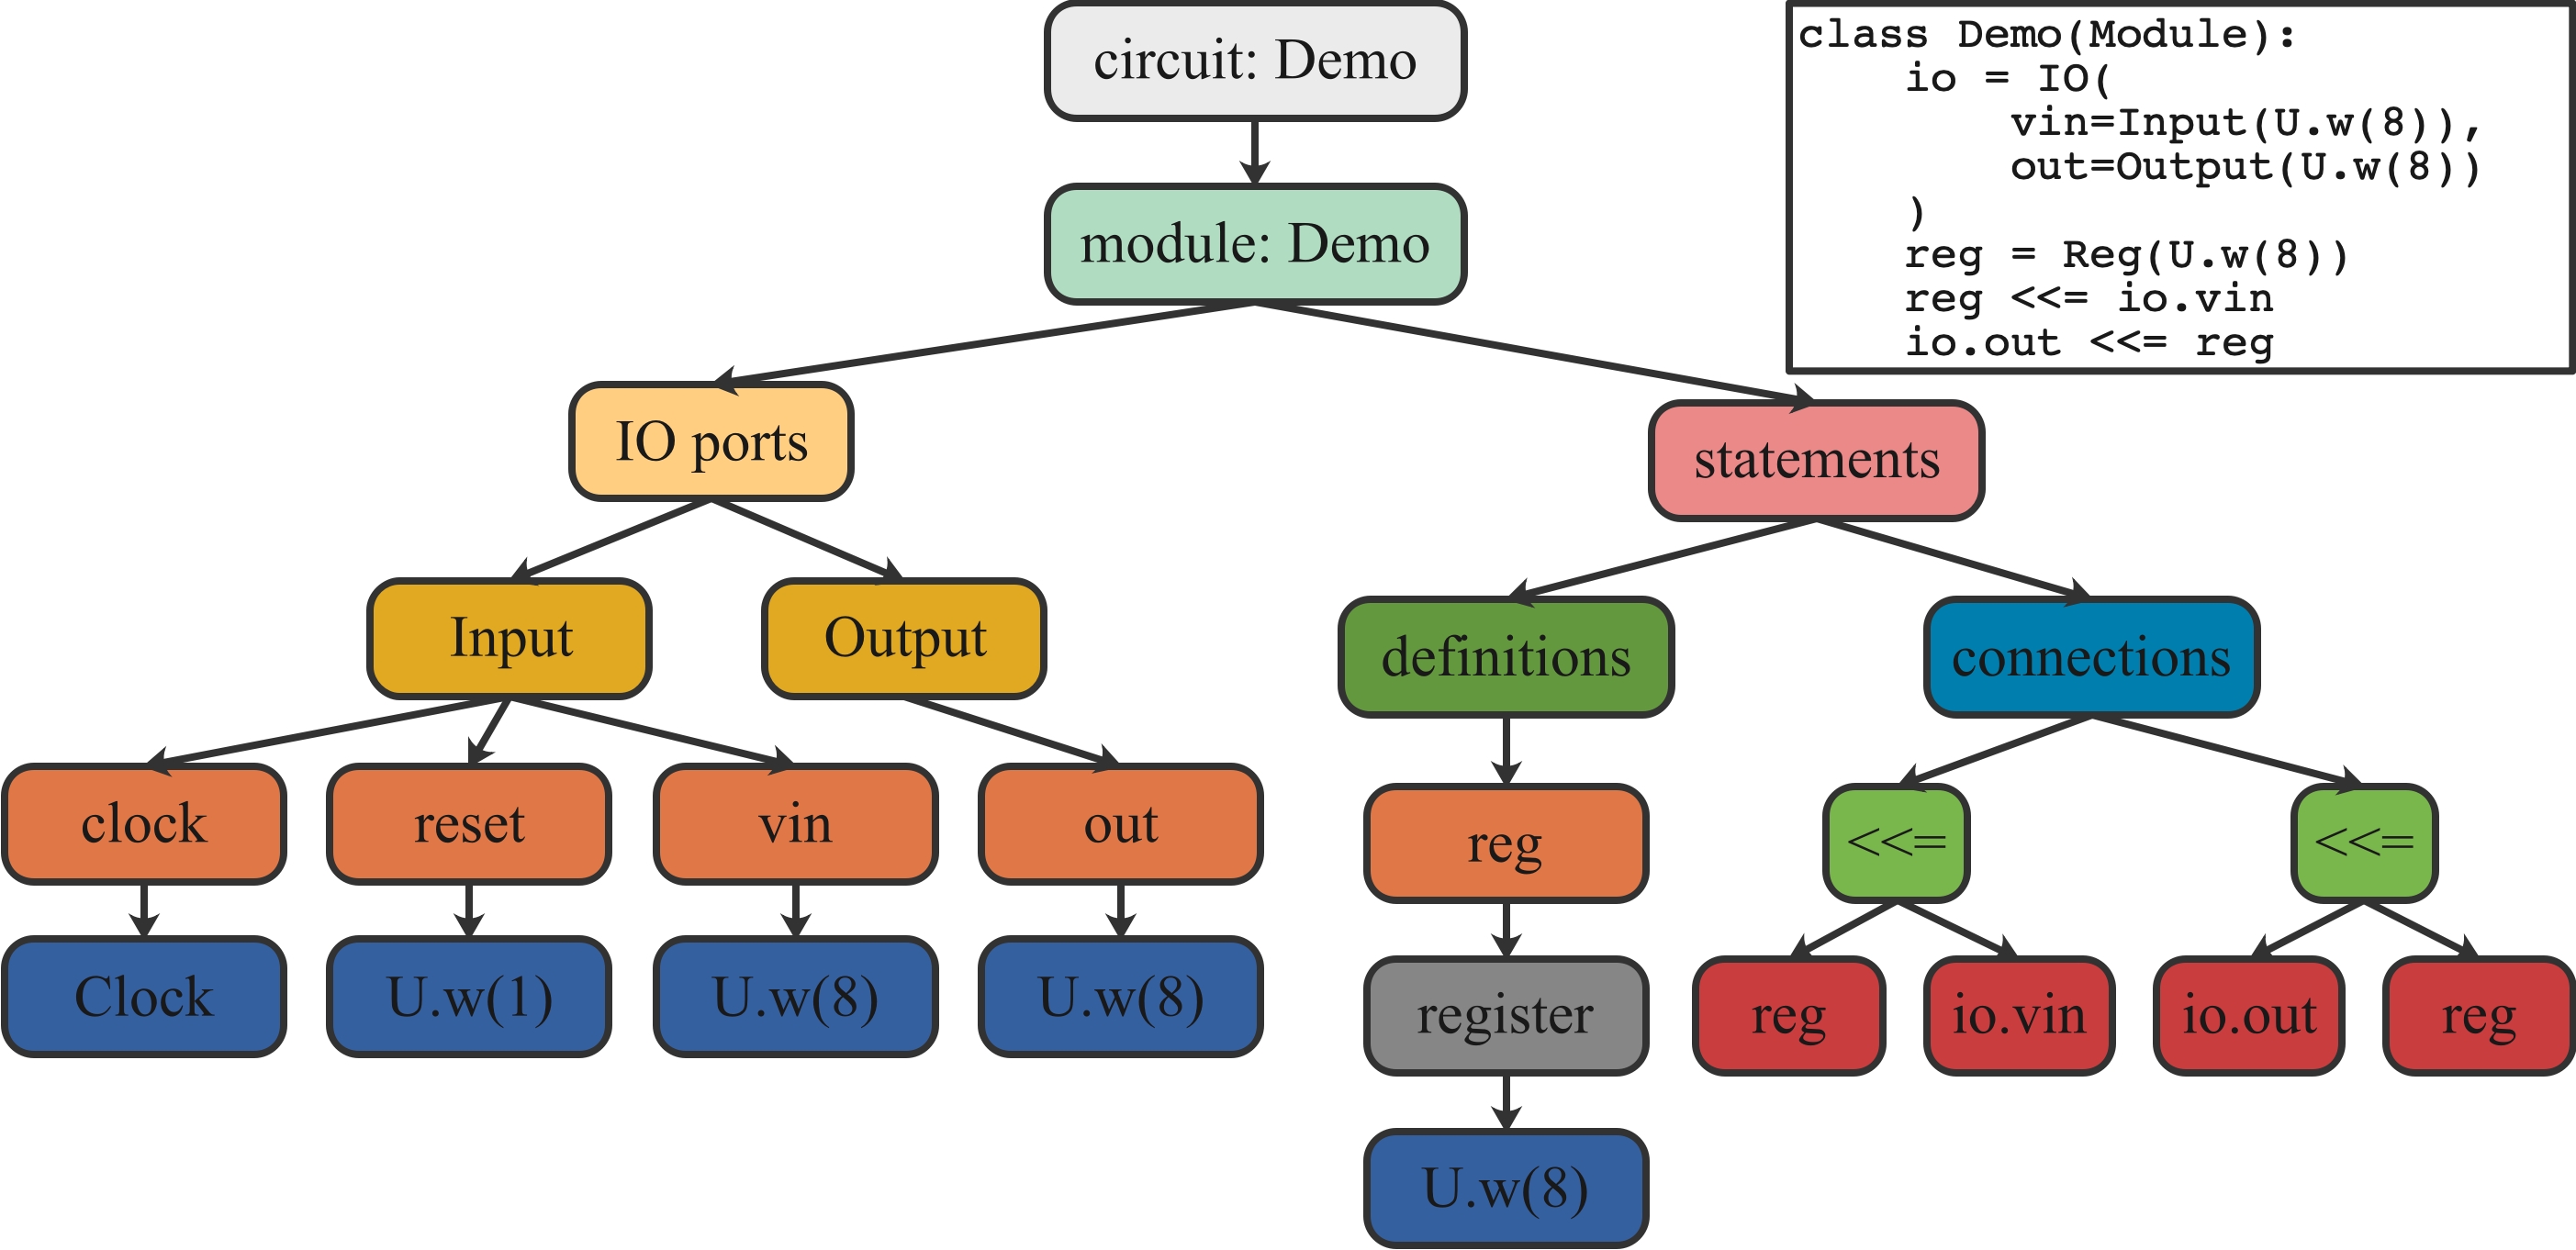 circuit: Demo
class Demo(Module):
    io = IO(
        vin=Input(U.w(8)),
        out=Output(U.w(8))
    )
    reg = Reg(U.w(8))
    reg <<= io.vin
    io.out <<= reg
module: Demo
IO ports
statements
Input
Output
definitions
connections
clock
reset
vin
out
reg
<<=
<<=
Clock
U.w(1)
U.w(8)
U.w(8)
register
reg
io.vin
io.out
reg
U.w(8)